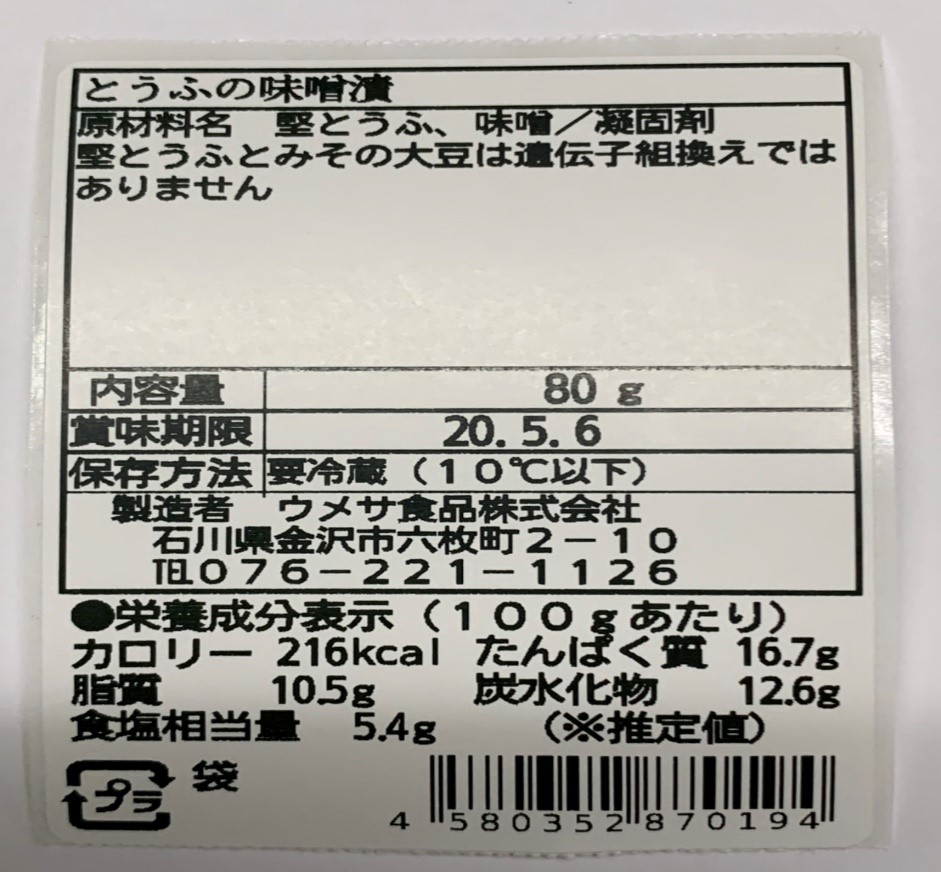 とうふの味噌漬
原材料名 堅とうふ、味噌／凝固剤
堅とうふとみその大豆は遺伝子組換えでは
ありません
内容量 80 g
賞味期限 20. 5. 6
保存方法 要冷蔵（１０℃以下）
製造者 ウメサ食品株式会社
石川県金沢市六枚町２－１０
℡０７６－２２１－１１２６
●栄養成分表示（１００ｇあたり）
カロリー 216kcal たんぱく質 16.7g
脂質 10.5g 炭水化物 12.6g
食塩相当量 5.4g （※推定値）
プラ 袋
4 580352 870194